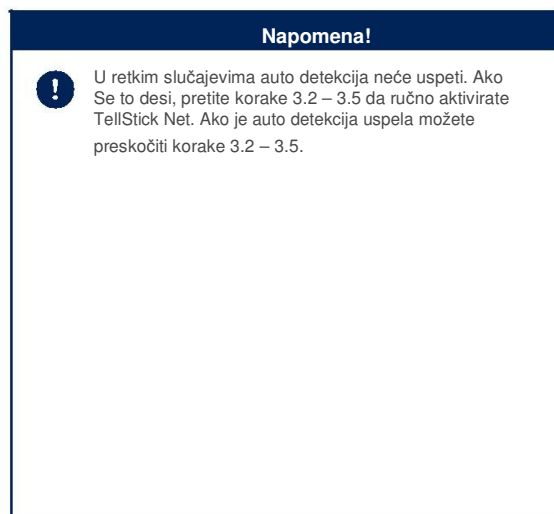 Napomena!
U retkim slučajevima auto detekcija neće uspeti. Ako
Se to desi, pretite korake 3.2 – 3.5 da ručno aktivirate
TellStick Net. Ako je auto detekcija uspela možete
preskočiti korake 3.2 – 3.5.